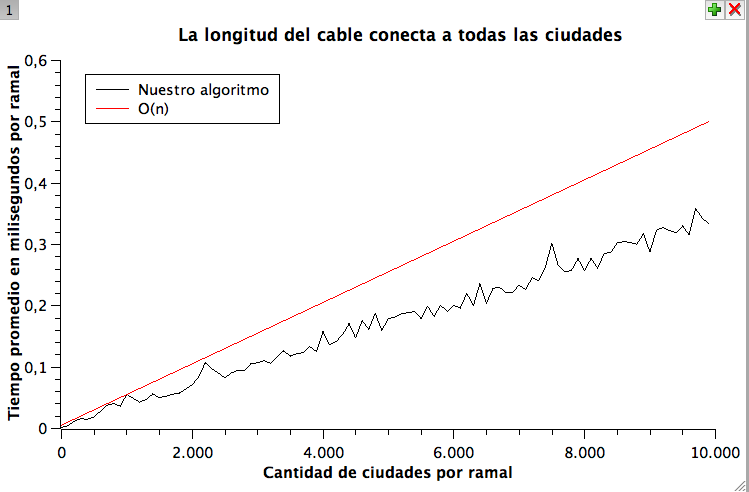 1
La longitud del cable conecta a todas las ciudades
Nuestro algoritmo
O(n)
Tiempo promedio en milisegundos por ramal
0,6
0,5
0,4
0,3
0,2
0,1
0
0 2.000 4.000 6.000 8.000 10.000
Cantidad de ciudades por ramal